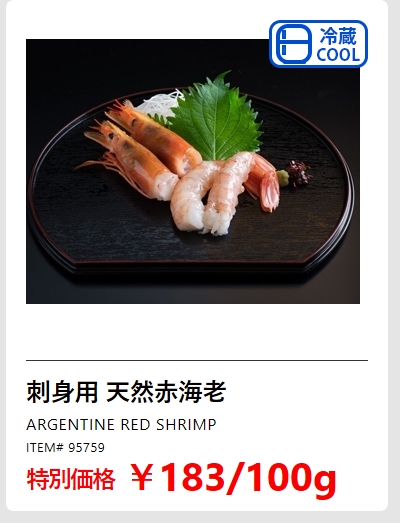 冷蔵
COOL
刺身用 天然赤海老
ARGENTINE RED SHRIMP
ITEM# 95759
特別価格 ￥183/100g